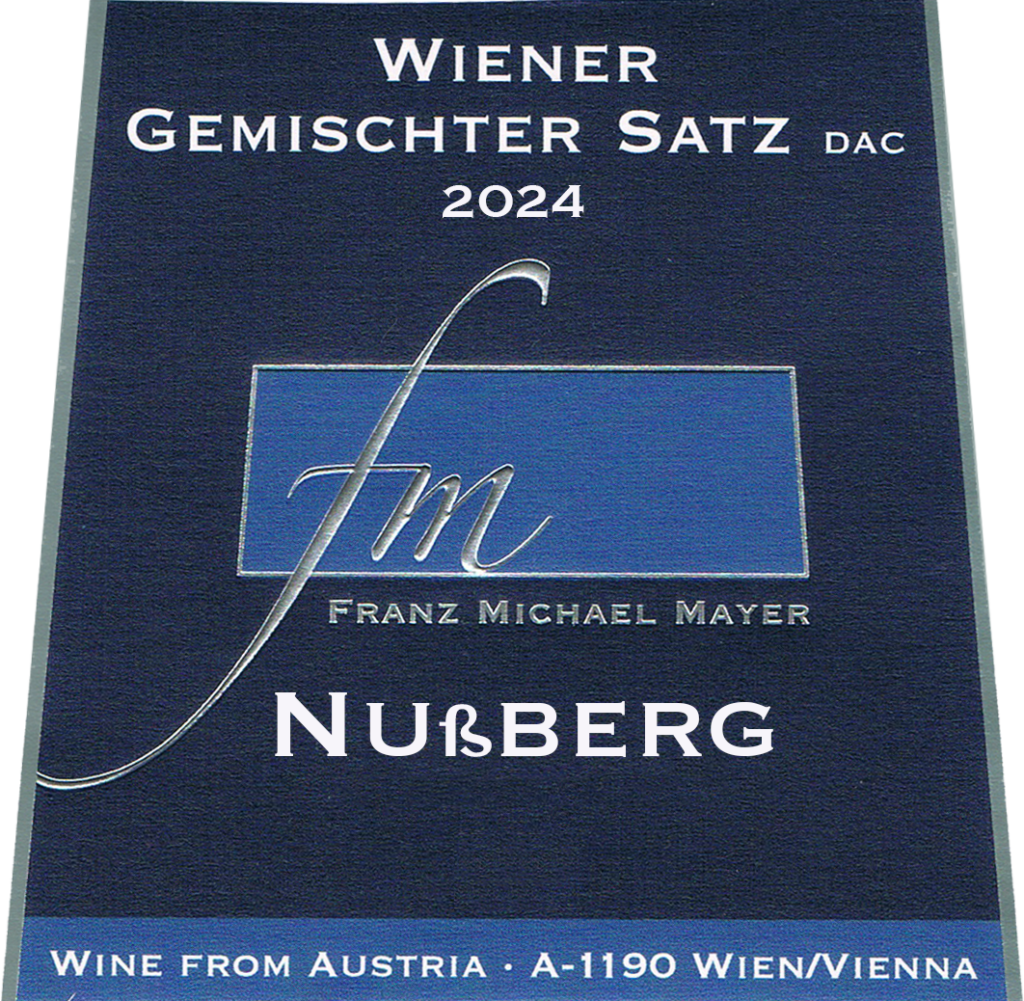 WIENER
GEMISCHTER SATZ DAC
2024
fm
FRANZ MICHAEL MAYER
NUßBERG
WINE FROM AUSTRIA · A-1190 WIEN/VIENNA